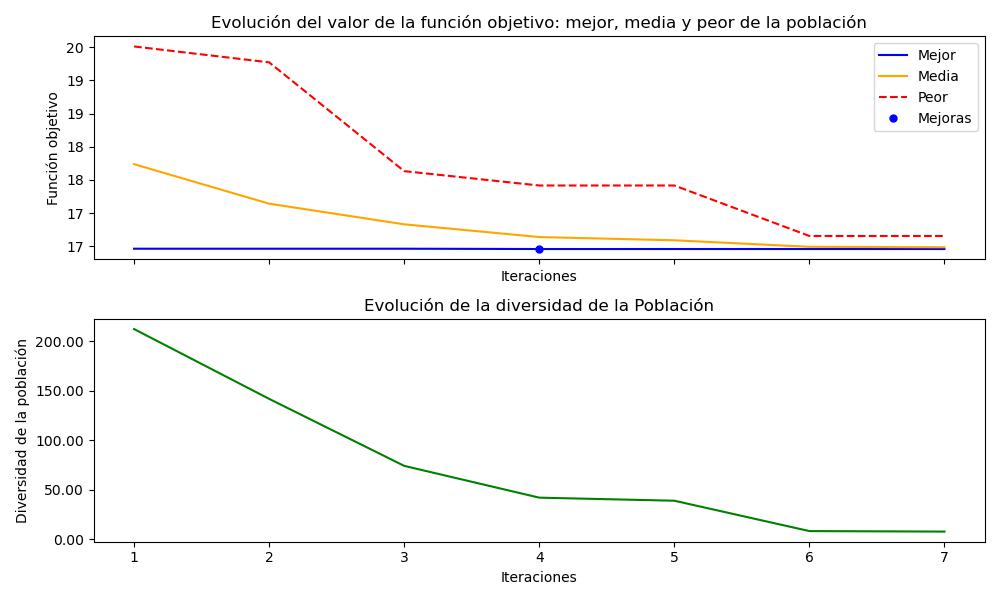 Evolución del valor de la función objetivo: mejor, media y peor de la población
Función objetivo
20
19
19
18
18
17
17
Mejor
Media
Peor
Mejoras
Iteraciones
Evolución de la diversidad de la Población
Diversidad de la población
200.00
150.00
100.00
50.00
0.00
1 2 3 4 5 6 7
Iteraciones